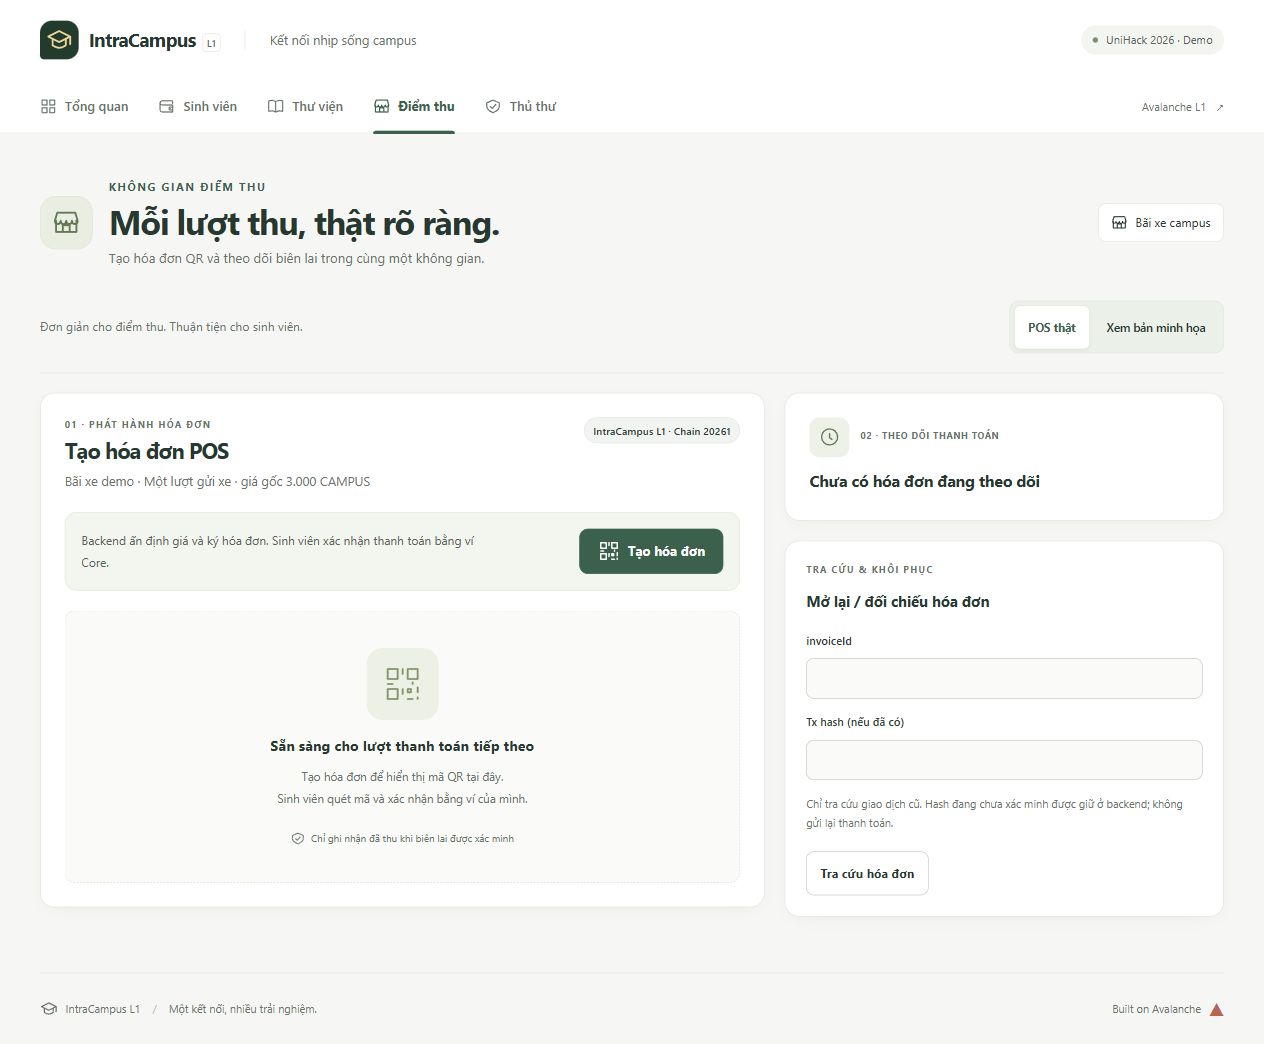 IntraCampus L1
Kết nối nhịp sống campus
UniHack 2026 · Demo
Tổng quan
Sinh viên
Thư viện
Điểm thu
Thủ thư
Avalanche L1 ↗
KHÔNG GIAN ĐIỂM THU
Mỗi lượt thu, thật rõ ràng.
Tạo hóa đơn QR và theo dõi biên lai trong cùng một không gian.
Bãi xe campus
Đơn giản cho điểm thu. Thuận tiện cho sinh viên.
POS thật
Xem bản minh họa
01 · PHÁT HÀNH HÓA ĐƠN
Tạo hóa đơn POS
IntraCampus L1 · Chain 20261
Bãi xe demo · Một lượt gửi xe · giá gốc 3.000 CAMPUS
Backend ấn định giá và ký hóa đơn. Sinh viên xác nhận thanh toán bằng ví
Core.
Tạo hóa đơn
Sẵn sàng cho lượt thanh toán tiếp theo
Tạo hóa đơn để hiển thị mã QR tại đây.
Sinh viên quét mã và xác nhận bằng ví của mình.
Chỉ ghi nhận đã thu khi biên lai được xác minh
02 · THEO DÕI THANH TOÁN
Chưa có hóa đơn đang theo dõi
TRA CỨU & KHÔI PHỤC
Mở lại / đối chiếu hóa đơn
invoiceId
Tx hash (nếu đã có)
Chỉ tra cứu giao dịch cũ. Hash đang chưa xác minh được giữ ở backend; không
gửi lại thanh toán.
Tra cứu hóa đơn
IntraCampus L1 / Một kết nối, nhiều trải nghiệm.
Built on Avalanche